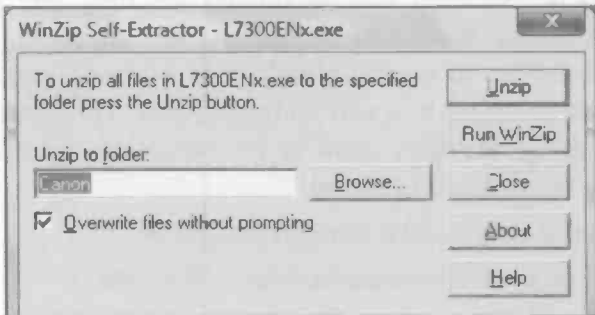 WinZip Self-Extractor - L7300ENx.exe
To unzip all files in L7300ENx.exe to the specified
folder press the Unzip button.
Unzip to folder:
Canon
Browse...
Overwrite files without prompting
Unzip
Run WinZip
Close
About
Help